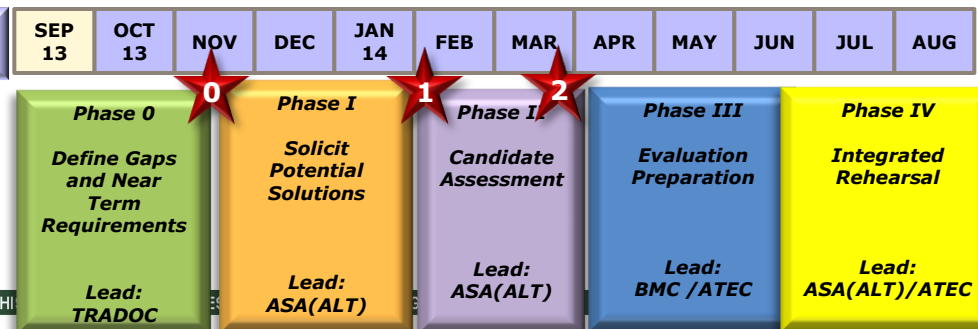 SEP 13
OCT 13
NOV
DEC
JAN 14
FEB
MAR
APR
MAY
JUN
JUL
AUG
0
1
2
Phase 0
Define Gaps
and Near
Term
Requirements
Lead:
TRADOC
Phase I
Solicit
Potential
Solutions
Lead:
ASA(ALT)
Phase II
Candidate
Assessment
Lead:
ASA(ALT)
Phase III
Evaluation
Preparation
Lead:
BMC /ATEC
Phase IV
Integrated
Rehearsal
Lead:
ASA(ALT)/ATEC